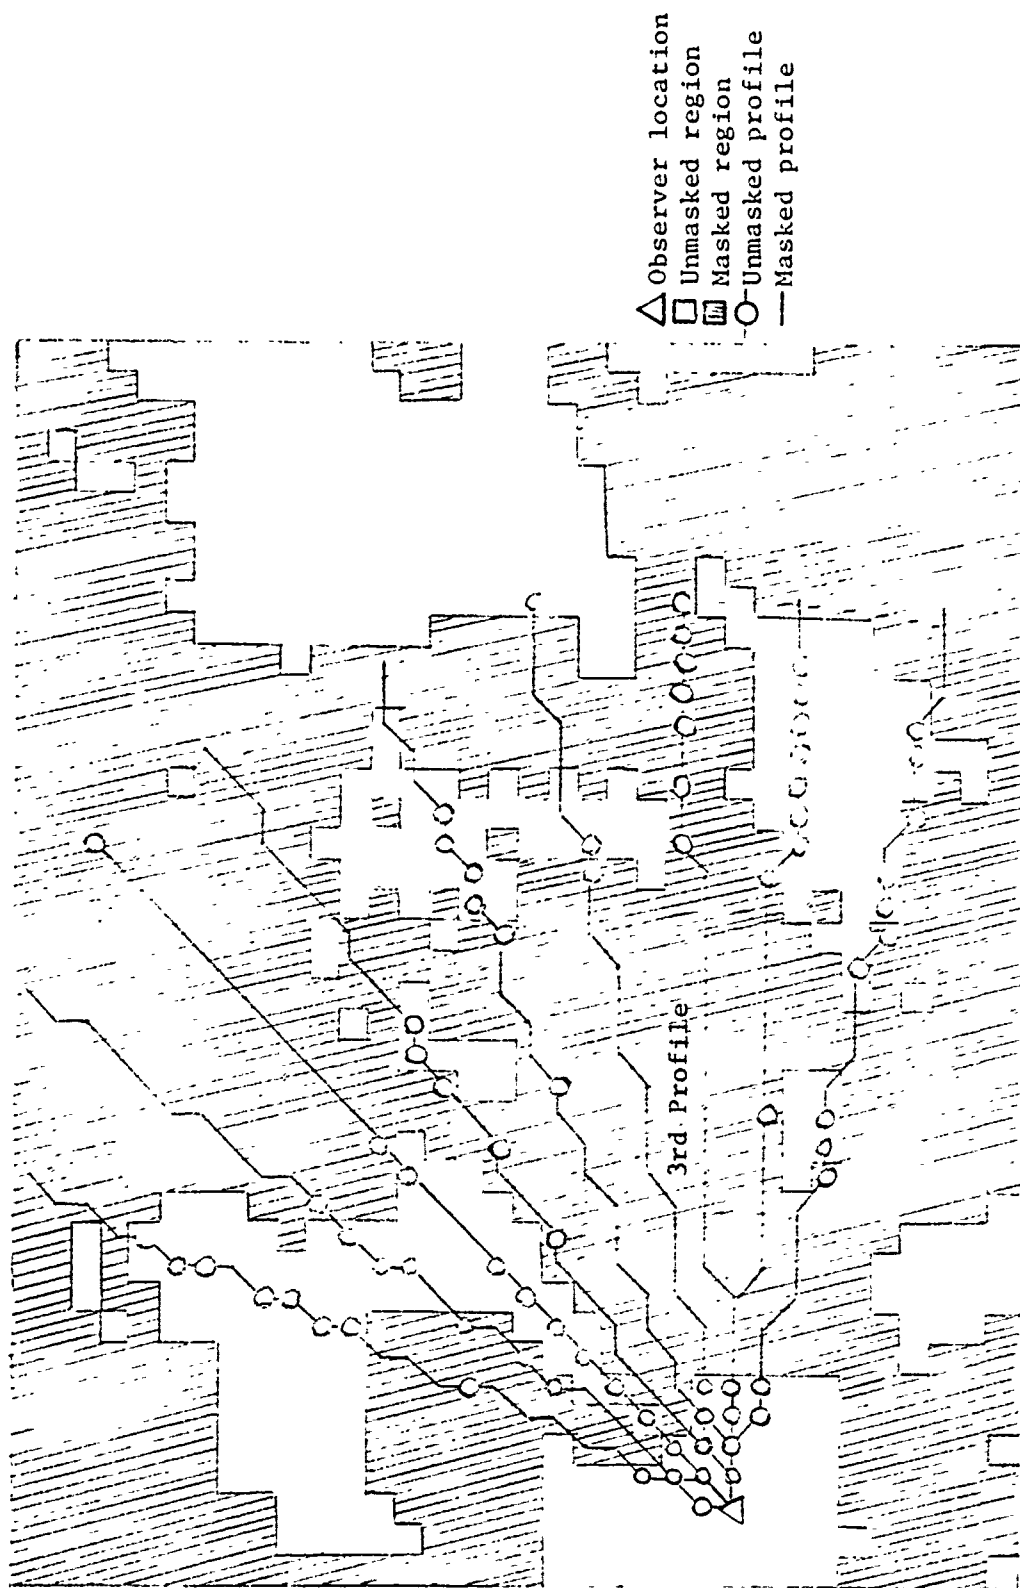 Observer location
Unmasked region
Masked region
Unmasked profile
Masked profile
3rd Profile